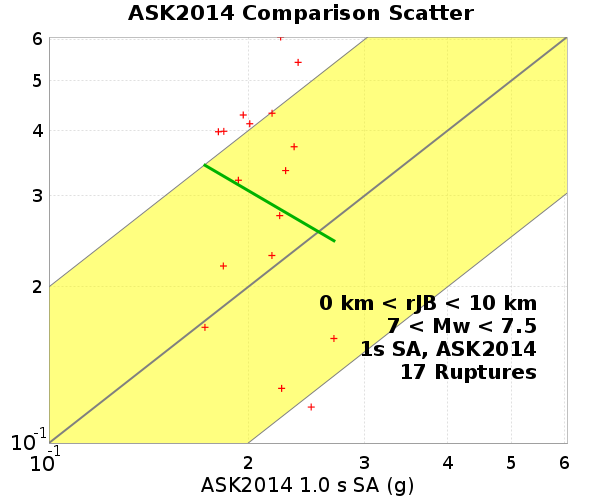 ASK2014 Comparison Scatter
6
5
4
3
2
10-1
0 km < rJB < 10 km
7 < Mw < 7.5
1s SA, ASK2014
17 Ruptures
10-1 2 3 4 5 6
ASK2014 1.0 s SA (g)